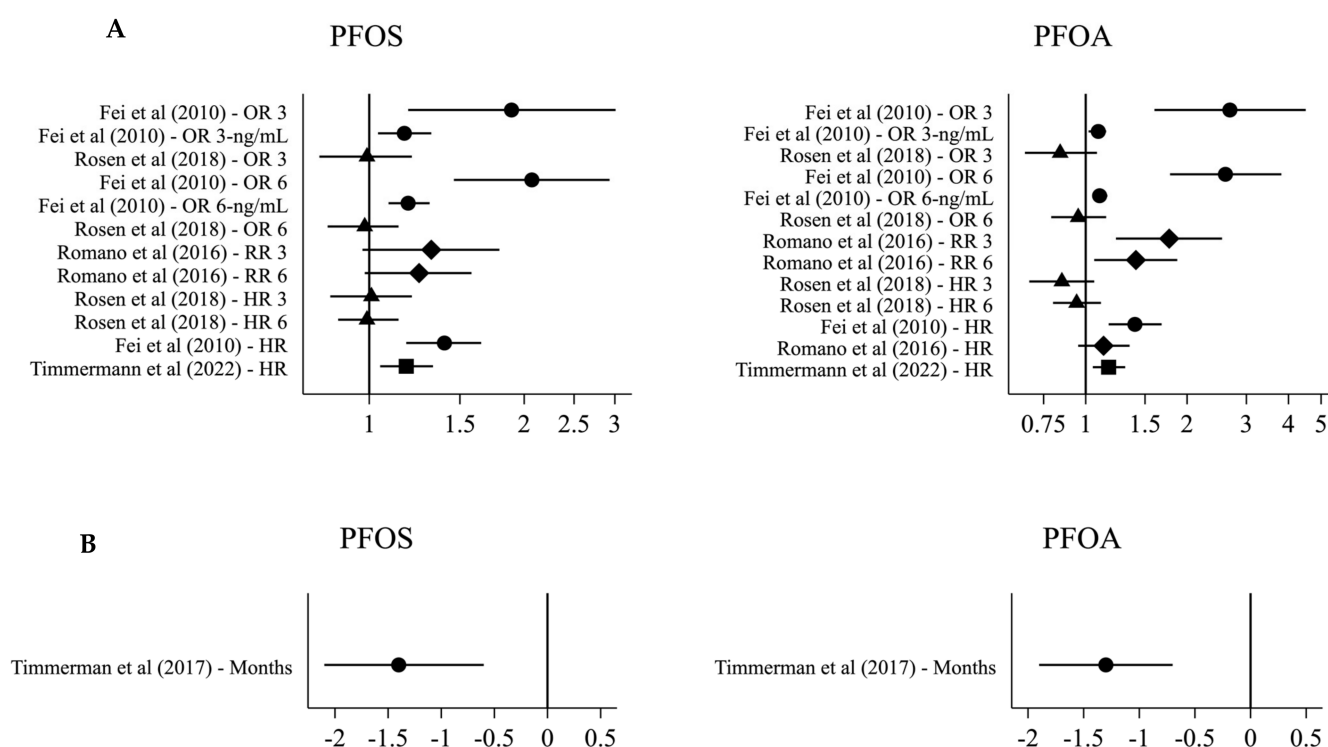 A
PFOS
Fei et al (2010) - OR 3
Fei et al (2010) - OR 3-ng/mL
Rosen et al (2018) - OR 3
Fei et al (2010) - OR 6
Fei et al (2010) - OR 6-ng/mL
Rosen et al (2018) - OR 6
Romano et al (2016) - RR 3
Romano et al (2016) - RR 6
Rosen et al (2018) - HR 3
Rosen et al (2018) - HR 6
Fei et al (2010) - HR
Timmermann et al (2022) - HR
1 1.5 2 2.5 3
PFOA
Fei et al (2010) - OR 3
Fei et al (2010) - OR 3-ng/mL
Rosen et al (2018) - OR 3
Fei et al (2010) - OR 6
Fei et al (2010) - OR 6-ng/mL
Rosen et al (2018) - OR 6
Romano et al (2016) - RR 3
Romano et al (2016) - RR 6
Rosen et al (2018) - HR 3
Rosen et al (2018) - HR 6
Fei et al (2010) - HR
Romano et al (2016) - HR
Timmermann et al (2022) - HR
0.75 1 1.5 2 3 4 5
B
PFOS
Timmerman et al (2017) - Months
-2 -1.5 -1 -0.5 0 0.5
PFOA
Timmerman et al (2017) - Months
-2 -1.5 -1 -0.5 0 0.5